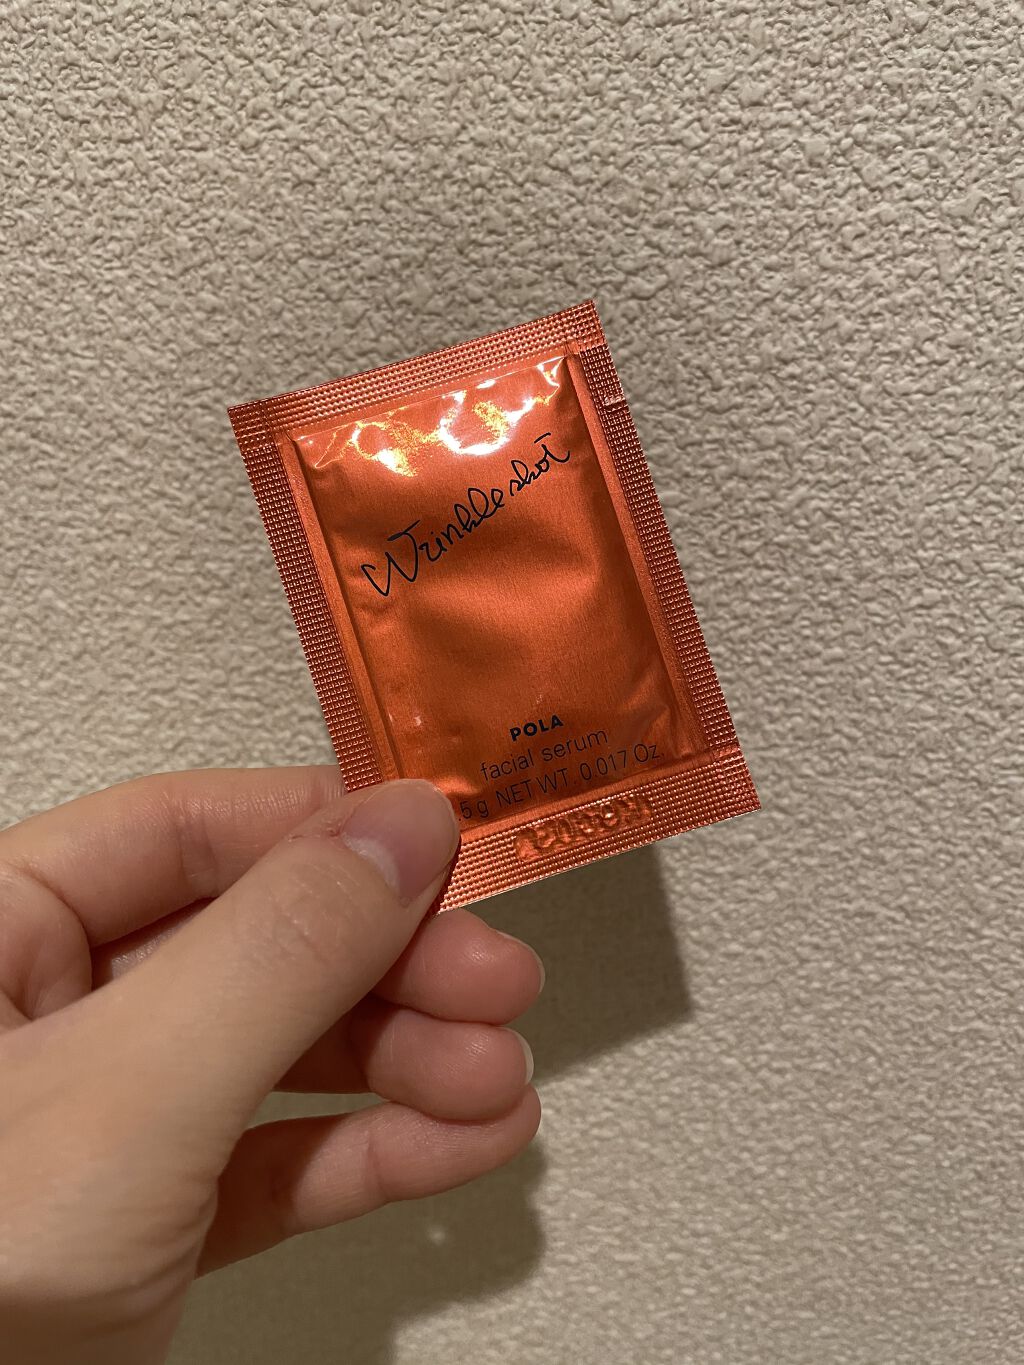 Wrinkle shot
POLA
facial serum
.5 g NET WT. 0.017 Oz.